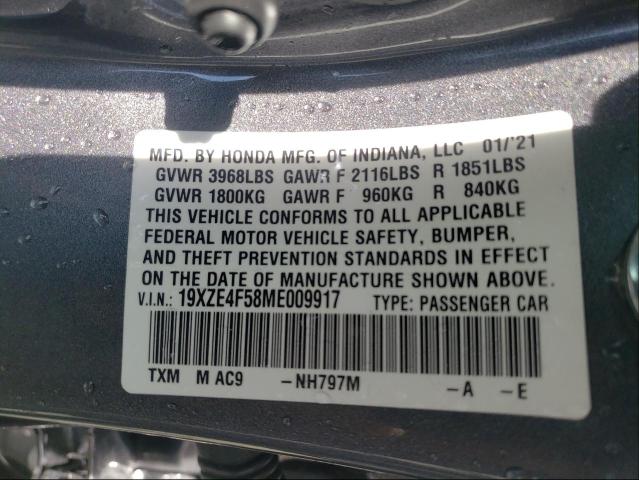 MFD. BY HONDA MFG. OF INDIANA, LLC 01/'21
GVWR 3968LBS GAWR F 2116LBS R 1851LBS
GVWR 1800KG GAWR F 960KG R 840KG
THIS VEHICLE CONFORMS TO ALL APPLICABLE
FEDERAL MOTOR VEHICLE SAFETY, BUMPER,
AND THEFT PREVENTION STANDARDS IN EFFECT
ON THE DATE OF MANUFACTURE SHOWN ABOVE.
V.I.N.: 19XZE4F58ME009917 TYPE: PASSENGER CAR
TXM M AC9 -NH797M -A -E